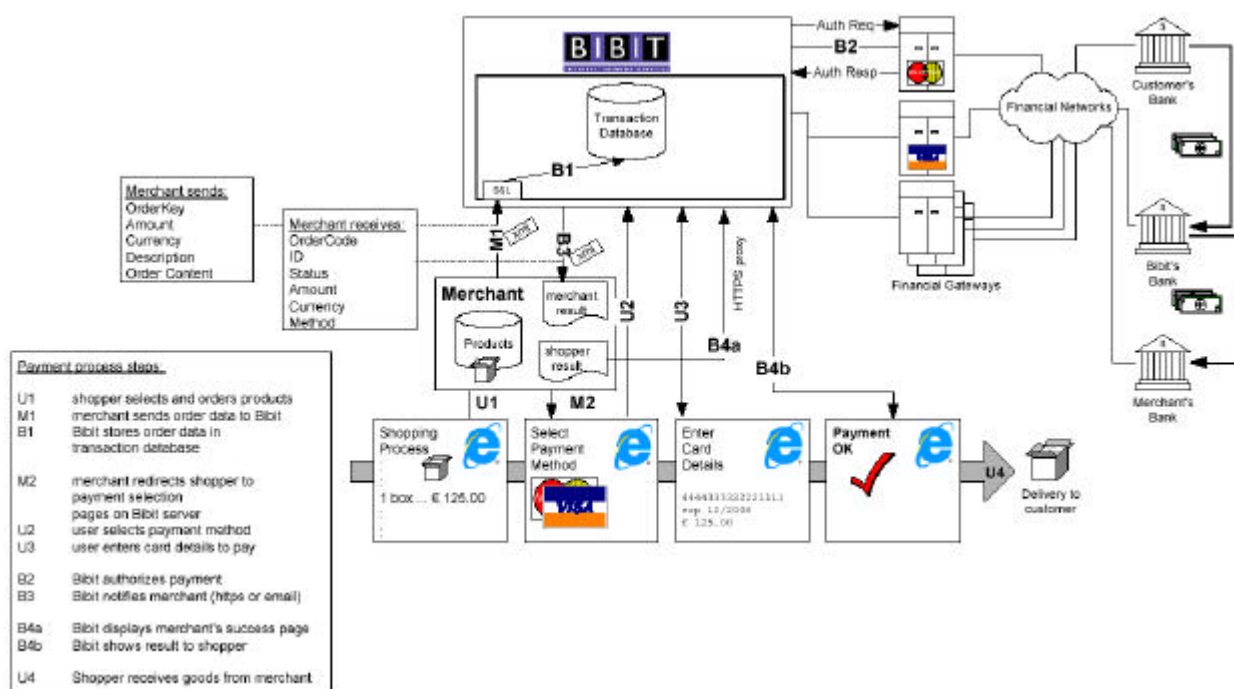 BIBIT
Auth Req
B2
Auth Resp
Transaction
Database
B1
SSL
Financial Networks
Customer's
Bank
Bibit's
Bank
Merchant's
Bank
Financial Gateways
VISA
Merchant sends:
OrderKey
Amount
Currency
Description
Order Content
Merchant receives:
OrderCode
ID
Status
Amount
Currency
Method
M1
XML
B3
XML
U2
U3
HTTPS proxy
B4a
B4b
Merchant
Products
merchant
result
shopper
result
U1
M2
Shopping
Process
1 box ... € 125.00
Select
Payment
Method
VISA
Enter
Card
Details
€ 125.00
Payment
OK
U4
Delivery to
customer
Payment process steps:
U1 shopper selects and orders products
M1 merchant sends order data to Bibit
B1 Bibit stores order data in
transaction database
M2 merchant redirects shopper to
payment selection
pages on Bibit server
U2 user selects payment method
U3 user enters card details to pay
B2 Bibit authorizes payment
B3 Bibit notifies merchant (https or email)
B4a Bibit displays merchant's success page
B4b Bibit shows result to shopper
U4 Shopper receives goods from merchant